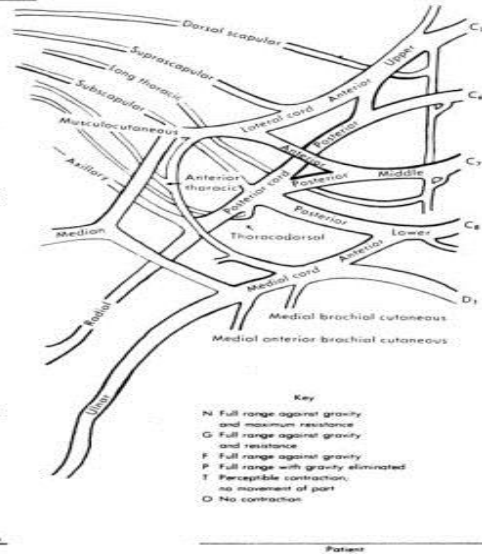 Dorsal scapular
Suprascapular
Long thoracic
Subscapular
Musculocutaneous
Axillary
Median
Radial
Ulnar
Lateral cord
Anterior
Upper
Posterior
Anterior
Anterior
thoracic
Posterior cord
Posterior
Middle
Posterior
Thoracodorsal
Lower
Anterior
Medial cord
C₇
C₈
D₁
Medial brachial cutaneous
Medial anterior brachial cutaneous
Key
N Full range against gravity
and maximum resistance
G Full range against gravity
and resistance
F Full range against gravity
P Full range with gravity eliminated
T Perceptible contraction;
no movement of part
O No contraction
Patient